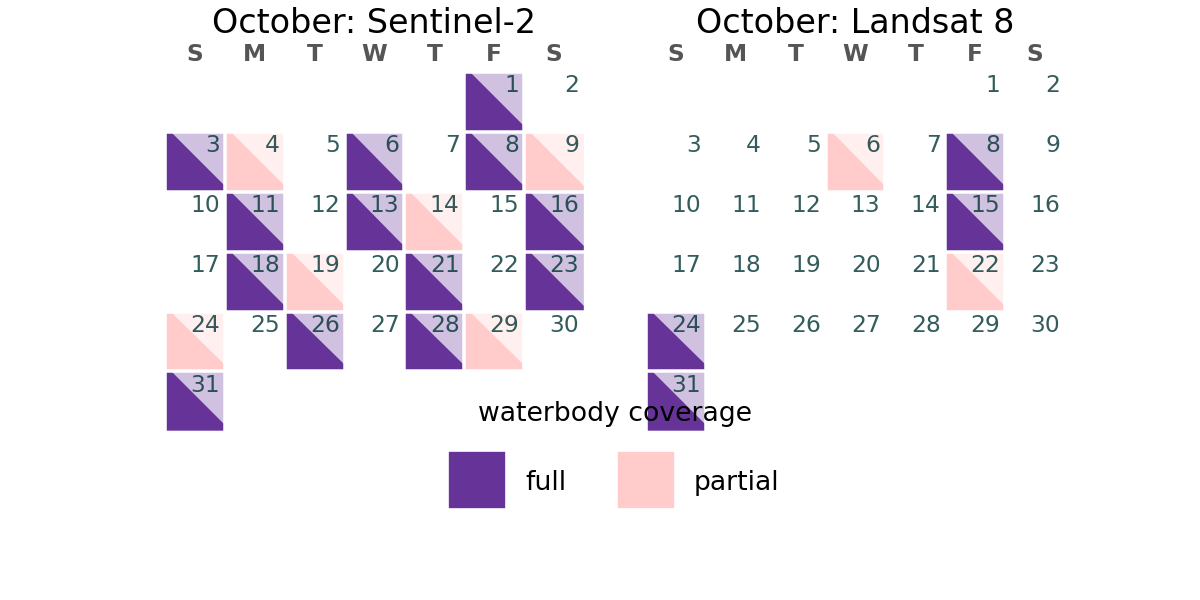 October: Sentinel-2
S M T W T F S
1 2
3 4 5 6 7 8 9
10 11 12 13 14 15 16
17 18 19 20 21 22 23
24 25 26 27 28 29 30
31
October: Landsat 8
S M T W T F S
1 2
3 4 5 6 7 8 9
10 11 12 13 14 15 16
17 18 19 20 21 22 23
24 25 26 27 28 29 30
31
waterbody coverage
full
partial